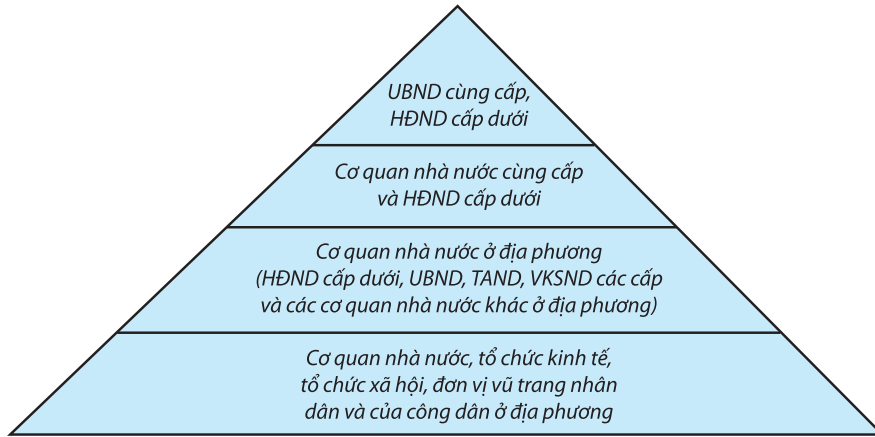 UBND cùng cấp,
HĐND cấp dưới
Cơ quan nhà nước cùng cấp
và HĐND cấp dưới
Cơ quan nhà nước ở địa phương
(HĐND cấp dưới, UBND, TAND, VKSND các cấp
và các cơ quan nhà nước khác ở địa phương)
Cơ quan nhà nước, tổ chức kinh tế,
tổ chức xã hội, đơn vị vũ trang nhân
dân và của công dân ở địa phương